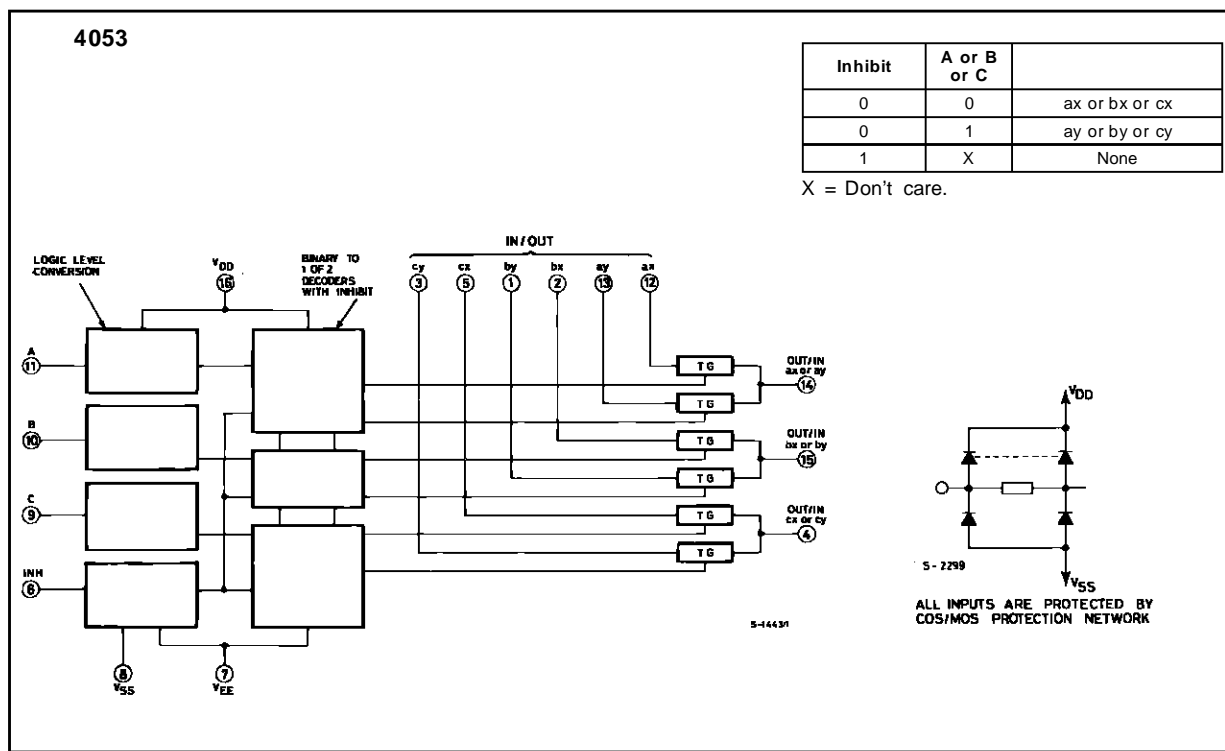 4053
Inhibit A or B or C
0 0 ax or bx or cx
0 1 ay or by or cy
1 X None
X = Don't care.
IN/OUT
LOGIC LEVEL
CONVERSION
VDD
16
BINARY TO
1 OF 2
DECODERS
WITH INHIBIT
cy cx by bx ay ax
3 5 1 2 13 12
A
11
TG
OUT/IN
ax or ay
14
TG
B
10
TG
OUT/IN
bx or by
15
TG
C
9
TG
OUT/IN
cx or cy
4
TG
INH
6
8
VSS
7
VEE
S-1443/1
VDD
S-2299
VSS
ALL INPUTS ARE PROTECTED BY
COS/MOS PROTECTION NETWORK